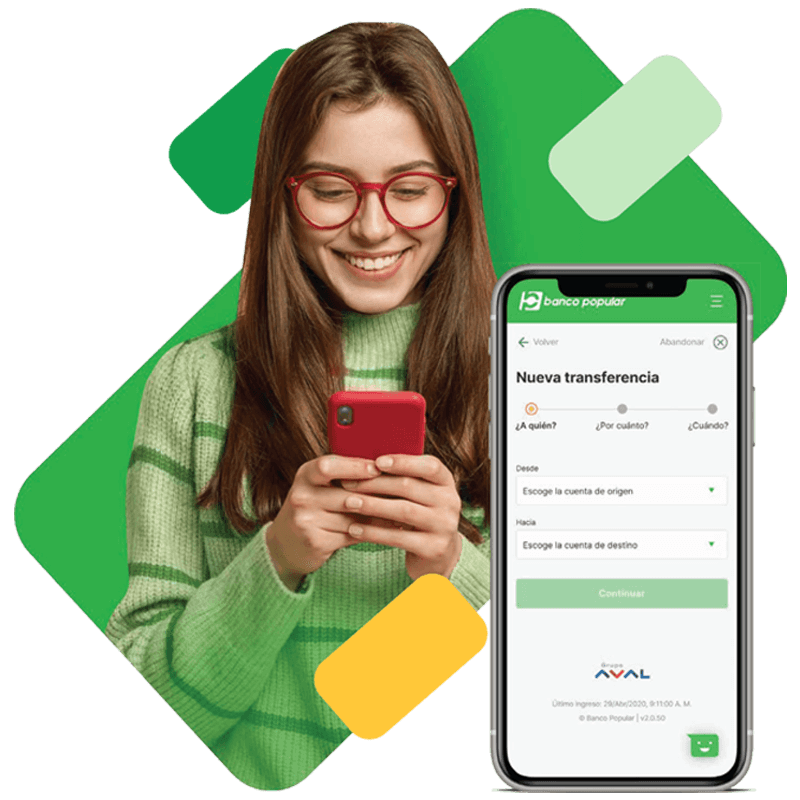 banco popular
Volver
Abandonar
Nueva transferencia
¿A quién? ¿Por cuánto? ¿Cuándo?
Desde
Escoge la cuenta de origen
Hacia
Escoge la cuenta de destino
Continuar
Grupo
AVAL
Último ingreso: 29/Abr/2020, 9:11:00 A. M.
© Banco Popular | v2.0.50